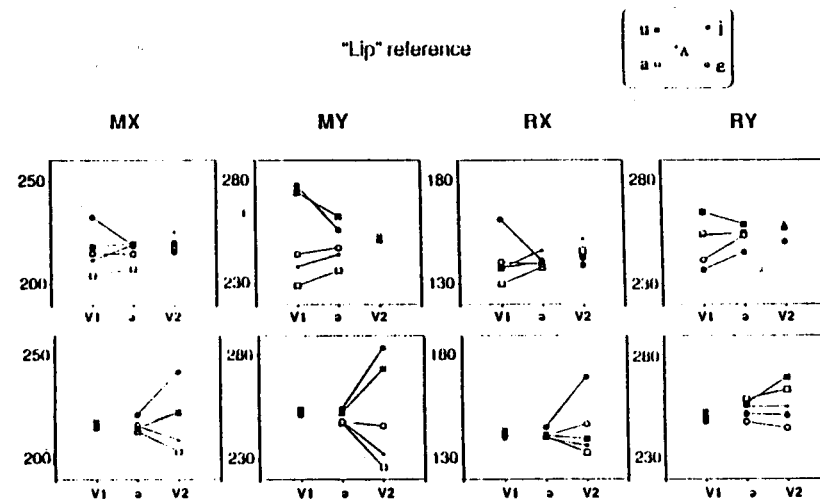 "Lip" reference
u i
ʌ
a ε
MX MY RX RY
250 280 180 280
200 230 130 230
V1 ə V2 V1 ə V2 V1 ə V2 V1 ə V2
250 280 180 280
200 230 130 230
V1 ə V2 V1 ə V2 V1 ə V2 V1 ə V2